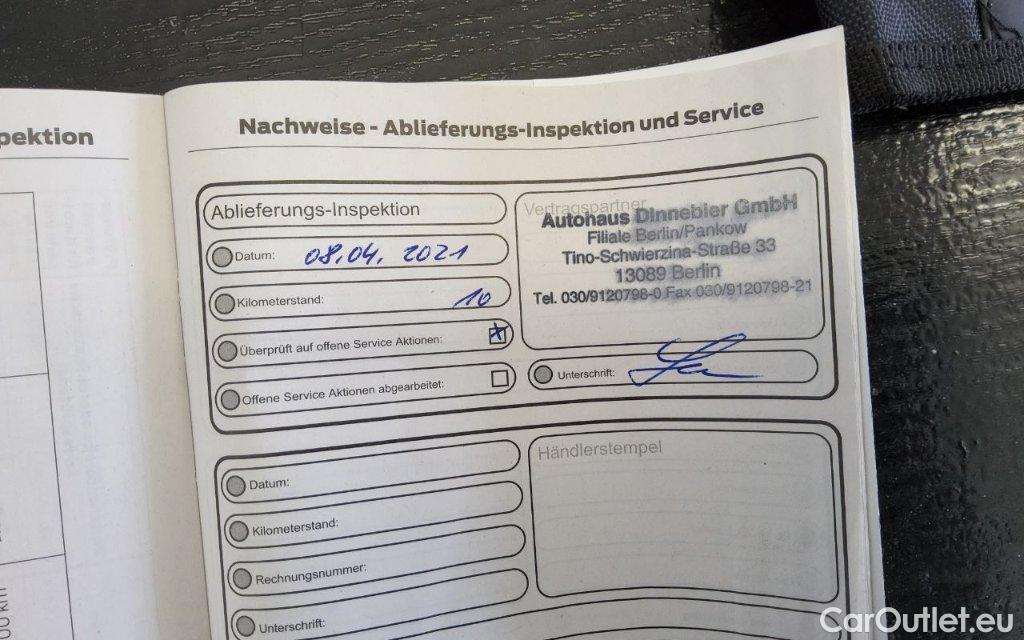 pektion
Nachweise - Ablieferungs-Inspektion und Service
Ablieferungs-Inspektion
Datum: 08.04. 2021
Kilometerstand: 10
Überprüft auf offene Service Aktionen:
Offene Service Aktionen abgearbeitet:
Vertragspartner
Autohaus Dinnebier GmbH
Filiale Berlin/Pankow
Tino-Schwierzina-Straße 33
13089 Berlin
Tel. 030/9120798-0 Fax 030/9120798-21
Unterschrift:
Datum:
Kilometerstand:
Rechnungsnummer:
Unterschrift:
Händlerstempel
00 km
CarOutlet.eu